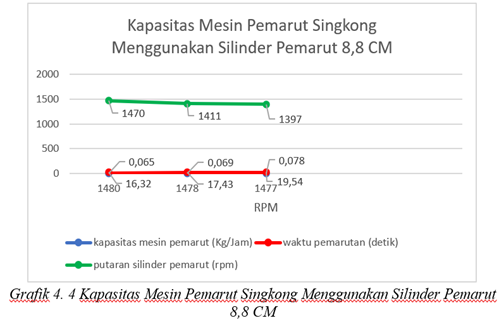 Kapasitas Mesin Pemarut Singkong
Menggunakan Silinder Pemarut 8,8 CM
2000
1500
1470
1411
1397
1000
500
0,065
0,069
0,078
0
1480
16,32
1478
17,43
1477
19,54
RPM
kapasitas mesin pemarut (Kg/Jam)
waktu pemarutan (detik)
putaran silinder pemarut (rpm)
Grafik 4. 4 Kapasitas Mesin Pemarut Singkong Menggunakan Silinder Pemarut
8,8 CM